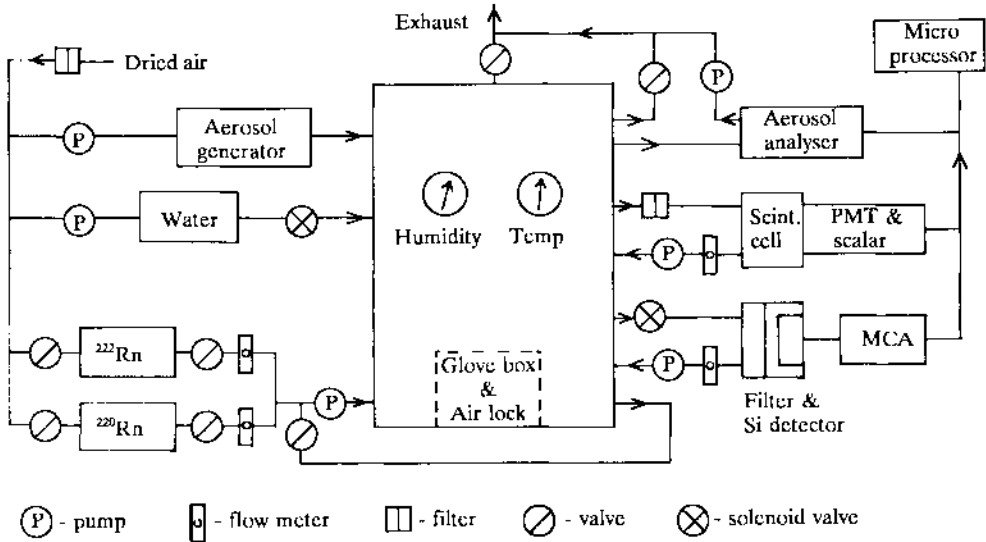 Exhaust
Micro
processor
Dried air
P
P
Aerosol
generator
Aerosol
analyser
P
Water
Humidity
Temp
Scint.
cell
PMT &
scalar
P
²²²Rn
MCA
P
Glove box
&
Air lock
P
Filter &
Si detector
²²⁰Rn
P - pump
- flow meter
- filter
- valve
- solenoid valve